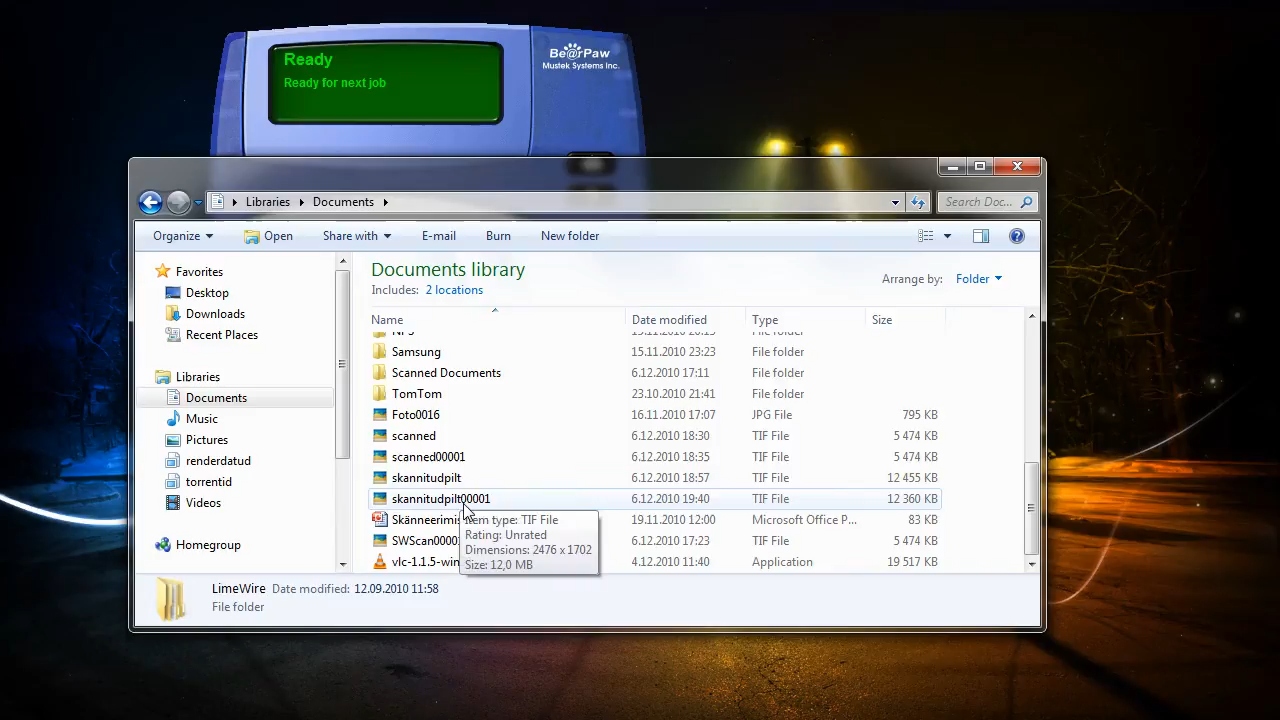 Ready
Ready for next job
Be@rPaw
Mustek Systems Inc.
Libraries Documents
Search Doc...
Organize Open Share with E-mail Burn New folder
Favorites
Desktop
Downloads
Recent Places
Libraries
Documents
Music
Pictures
renderdatud
torrentid
Videos
Homegroup
Documents library
Includes: 2 locations
Arrange by: Folder
Name Date modified Type Size
Samsung 15.11.2010 23:23 File folder
Scanned Documents 6.12.2010 17:11 File folder
TomTom 23.10.2010 21:41 File folder
Foto0016 16.11.2010 17:07 JPG File 795 KB
scanned 6.12.2010 18:30 TIF File 5 474 KB
scanned00001 6.12.2010 18:35 TIF File 5 474 KB
skannitudpilt 6.12.2010 18:57 TIF File 12 455 KB
skannitudpilt00001 6.12.2010 19:40 TIF File 12 360 KB
Skänneerimis 19.11.2010 12:00 Microsoft Office P... 83 KB
SWScan0000 6.12.2010 17:23 TIF File 5 474 KB
vlc-1.1.5-win 4.12.2010 11:40 Application 19 517 KB
Item type: TIF File
Rating: Unrated
Dimensions: 2476 x 1702
Size: 12,0 MB
LimeWire Date modified: 12.09.2010 11:58
File folder